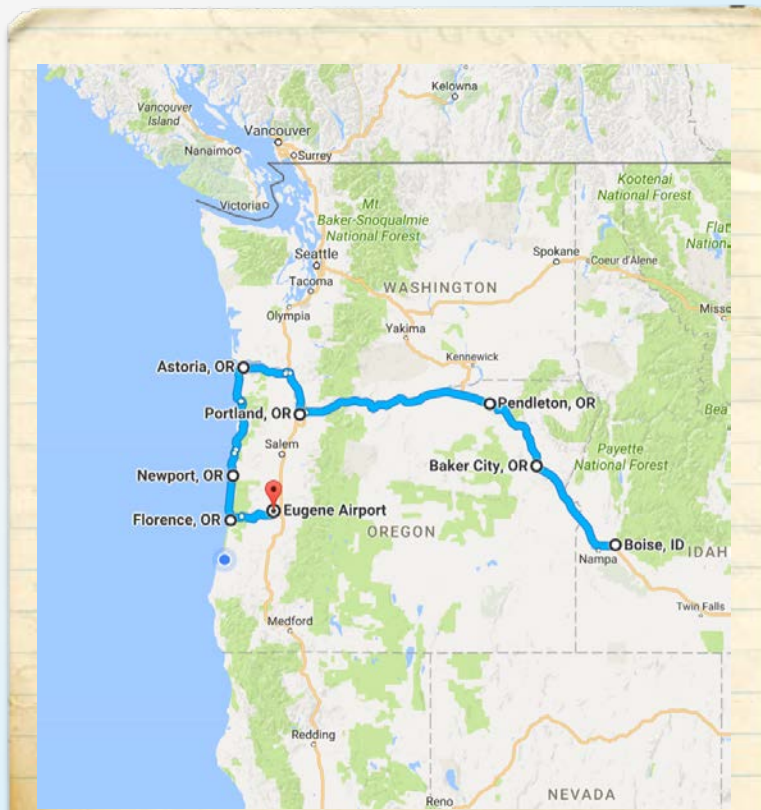 Kelowna
Vancouver
Island
Vancouver
Nanaimo
Surrey
Kootenai
National Forest
Victoria
Mt.
Baker-Snoqualmie
National Forest
Flat
Nation
Spokane
Coeur d'Alene
Seattle
Tacoma
WASHINGTON
Olympia
Misso
Yakima
Kennewick
Astoria, OR
Pendleton, OR
Portland, OR
Bea
Salem
Payette
National Forest
Baker City, OR
Newport, OR
Eugene Airport
Florence, OR
OREGON
Boise, ID
IDAH
Nampa
Twin Falls
Medford
Redding
NEVADA
Reno